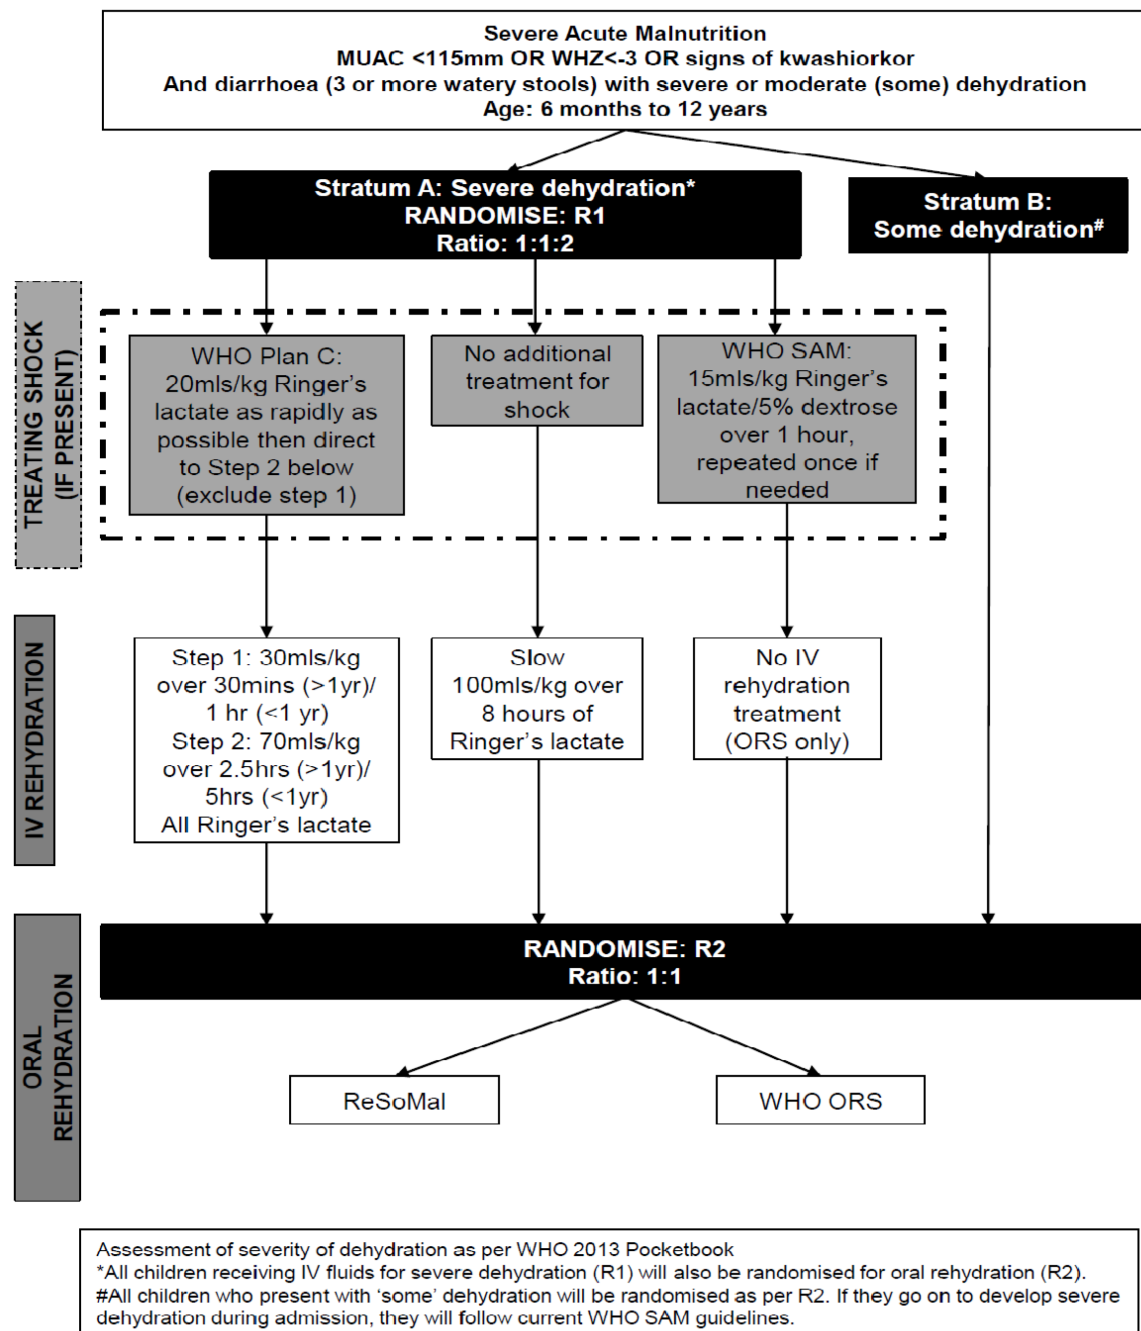 Severe Acute Malnutrition
MUAC <115mm OR WHZ<-3 OR signs of kwashiorkor
And diarrhoea (3 or more watery stools) with severe or moderate (some) dehydration
Age: 6 months to 12 years
Stratum A: Severe dehydration*
RANDOMISE: R1
Ratio: 1:1:2
Stratum B:
Some dehydration#
TREATING SHOCK
(IF PRESENT)
WHO Plan C:
20mls/kg Ringer's
lactate as rapidly as
possible then direct
to Step 2 below
(exclude step 1)
No additional
treatment for
shock
WHO SAM:
15mls/kg Ringer's
lactate/5% dextrose
over 1 hour,
repeated once if
needed
IV REHYDRATION
Step 1: 30mls/kg
over 30mins (>1yr)/
1 hr (<1 yr)
Step 2: 70mls/kg
over 2.5hrs (>1yr)/
5hrs (<1yr)
All Ringer's lactate
Slow
100mls/kg over
8 hours of
Ringer's lactate
No IV
rehydration
treatment
(ORS only)
ORAL
REHYDRATION
RANDOMISE: R2
Ratio: 1:1
ReSoMal
WHO ORS
Assessment of severity of dehydration as per WHO 2013 Pocketbook
*All children receiving IV fluids for severe dehydration (R1) will also be randomised for oral rehydration (R2).
#All children who present with 'some' dehydration will be randomised as per R2. If they go on to develop severe
dehydration during admission, they will follow current WHO SAM guidelines.